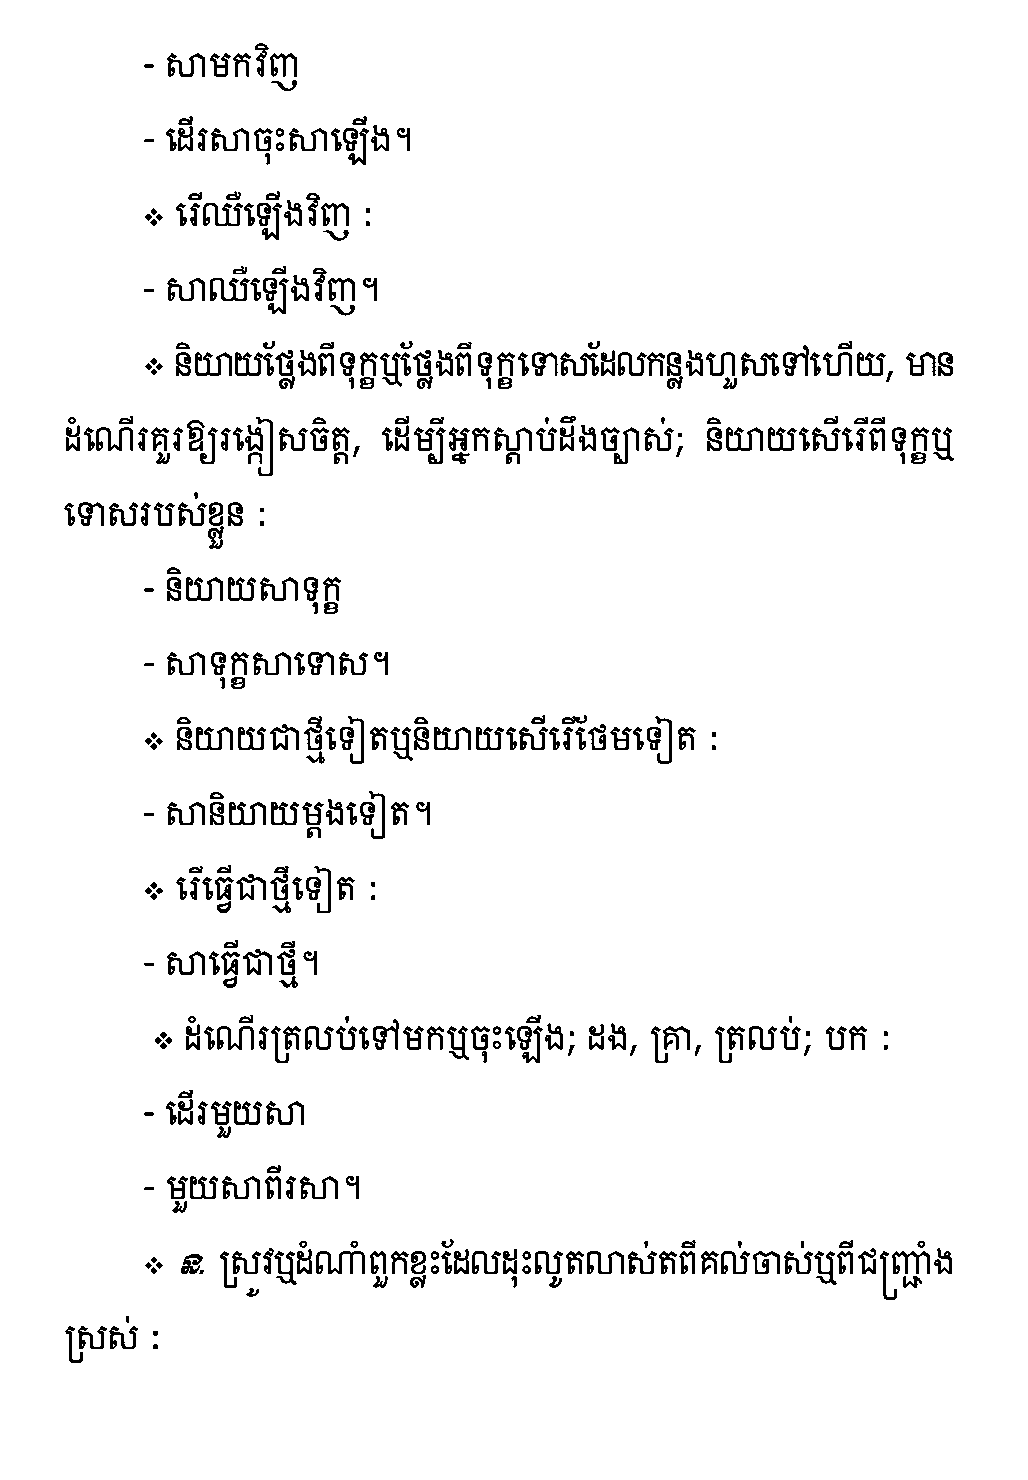 - សាមកវិញ
- ដើរសាចុះសាឡើង។
❖ រើឈឺឡើងវិញ :
- សាឈឺឡើងវិញ។
❖ និយាយថ្លែងពីទុក្ខឬថ្លែងពីទុក្ខទោសដែលកន្លងហួសទៅហើយ, មាន
ដំណើរគួរឱ្យរង្កៀសចិត្ត, ដើម្បីអ្នកស្ដាប់ដឹងច្បាស់; និយាយសើរើពីទុក្ខឬ
ទោសរបស់ខ្លួន :
- និយាយសាទុក្ខ
- សាទុក្ខសាទោស។
❖ និយាយជាថ្មីទៀតឬនិយាយសើរើថែមទៀត :
- សានិយាយម្ដងទៀត។
❖ រើធ្វើជាថ្មីទៀត :
- សាធ្វើជាថ្មី។
❖ ដំណើរត្រលប់ទៅមកឬចុះឡើង; ដង, គ្រា, ត្រលប់; បក :
- ដើរមួយសា
- មួយសាពីរសា។
❖ ន. ស្រូវឬដំណាំពួកខ្លះដែលដុះលូតលាស់តពីគល់ចាស់ឬពីជញ្ជ្រាំង
ស្រស់ :